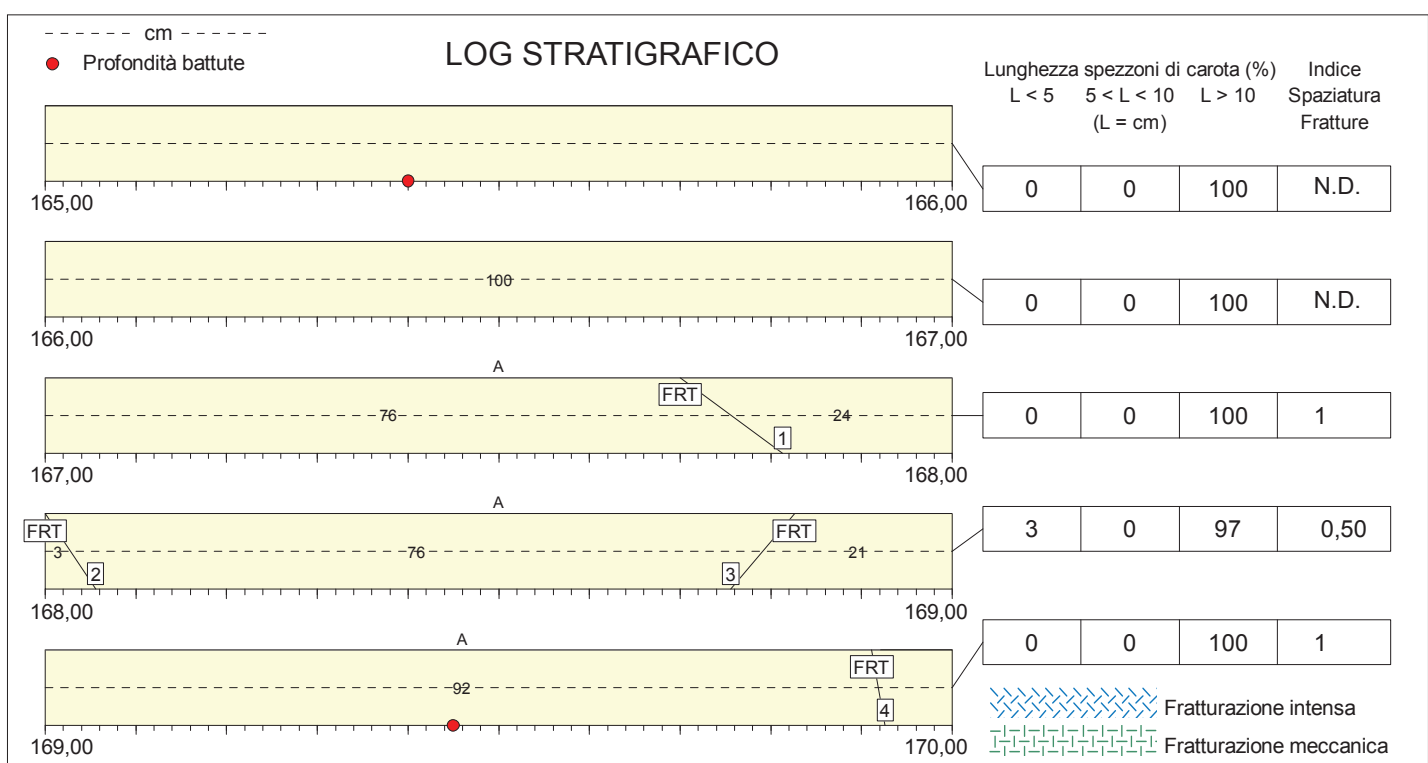 cm
Profondità battute
LOG STRATIGRAFICO
Lunghezza spezzoni di carota (%)
Indice
L < 5
5 < L < 10
L > 10
Spaziatura
(L = cm)
Fratture
165,00
166,00
0
0
100
N.D.
100
166,00
167,00
0
0
100
N.D.
A
FRT
76
24
1
167,00
168,00
0
0
100
1
A
FRT
FRT
3
76
21
2
3
168,00
169,00
3
0
97
0,50
A
FRT
92
4
169,00
170,00
0
0
100
1
Fratturazione intensa
Fratturazione meccanica